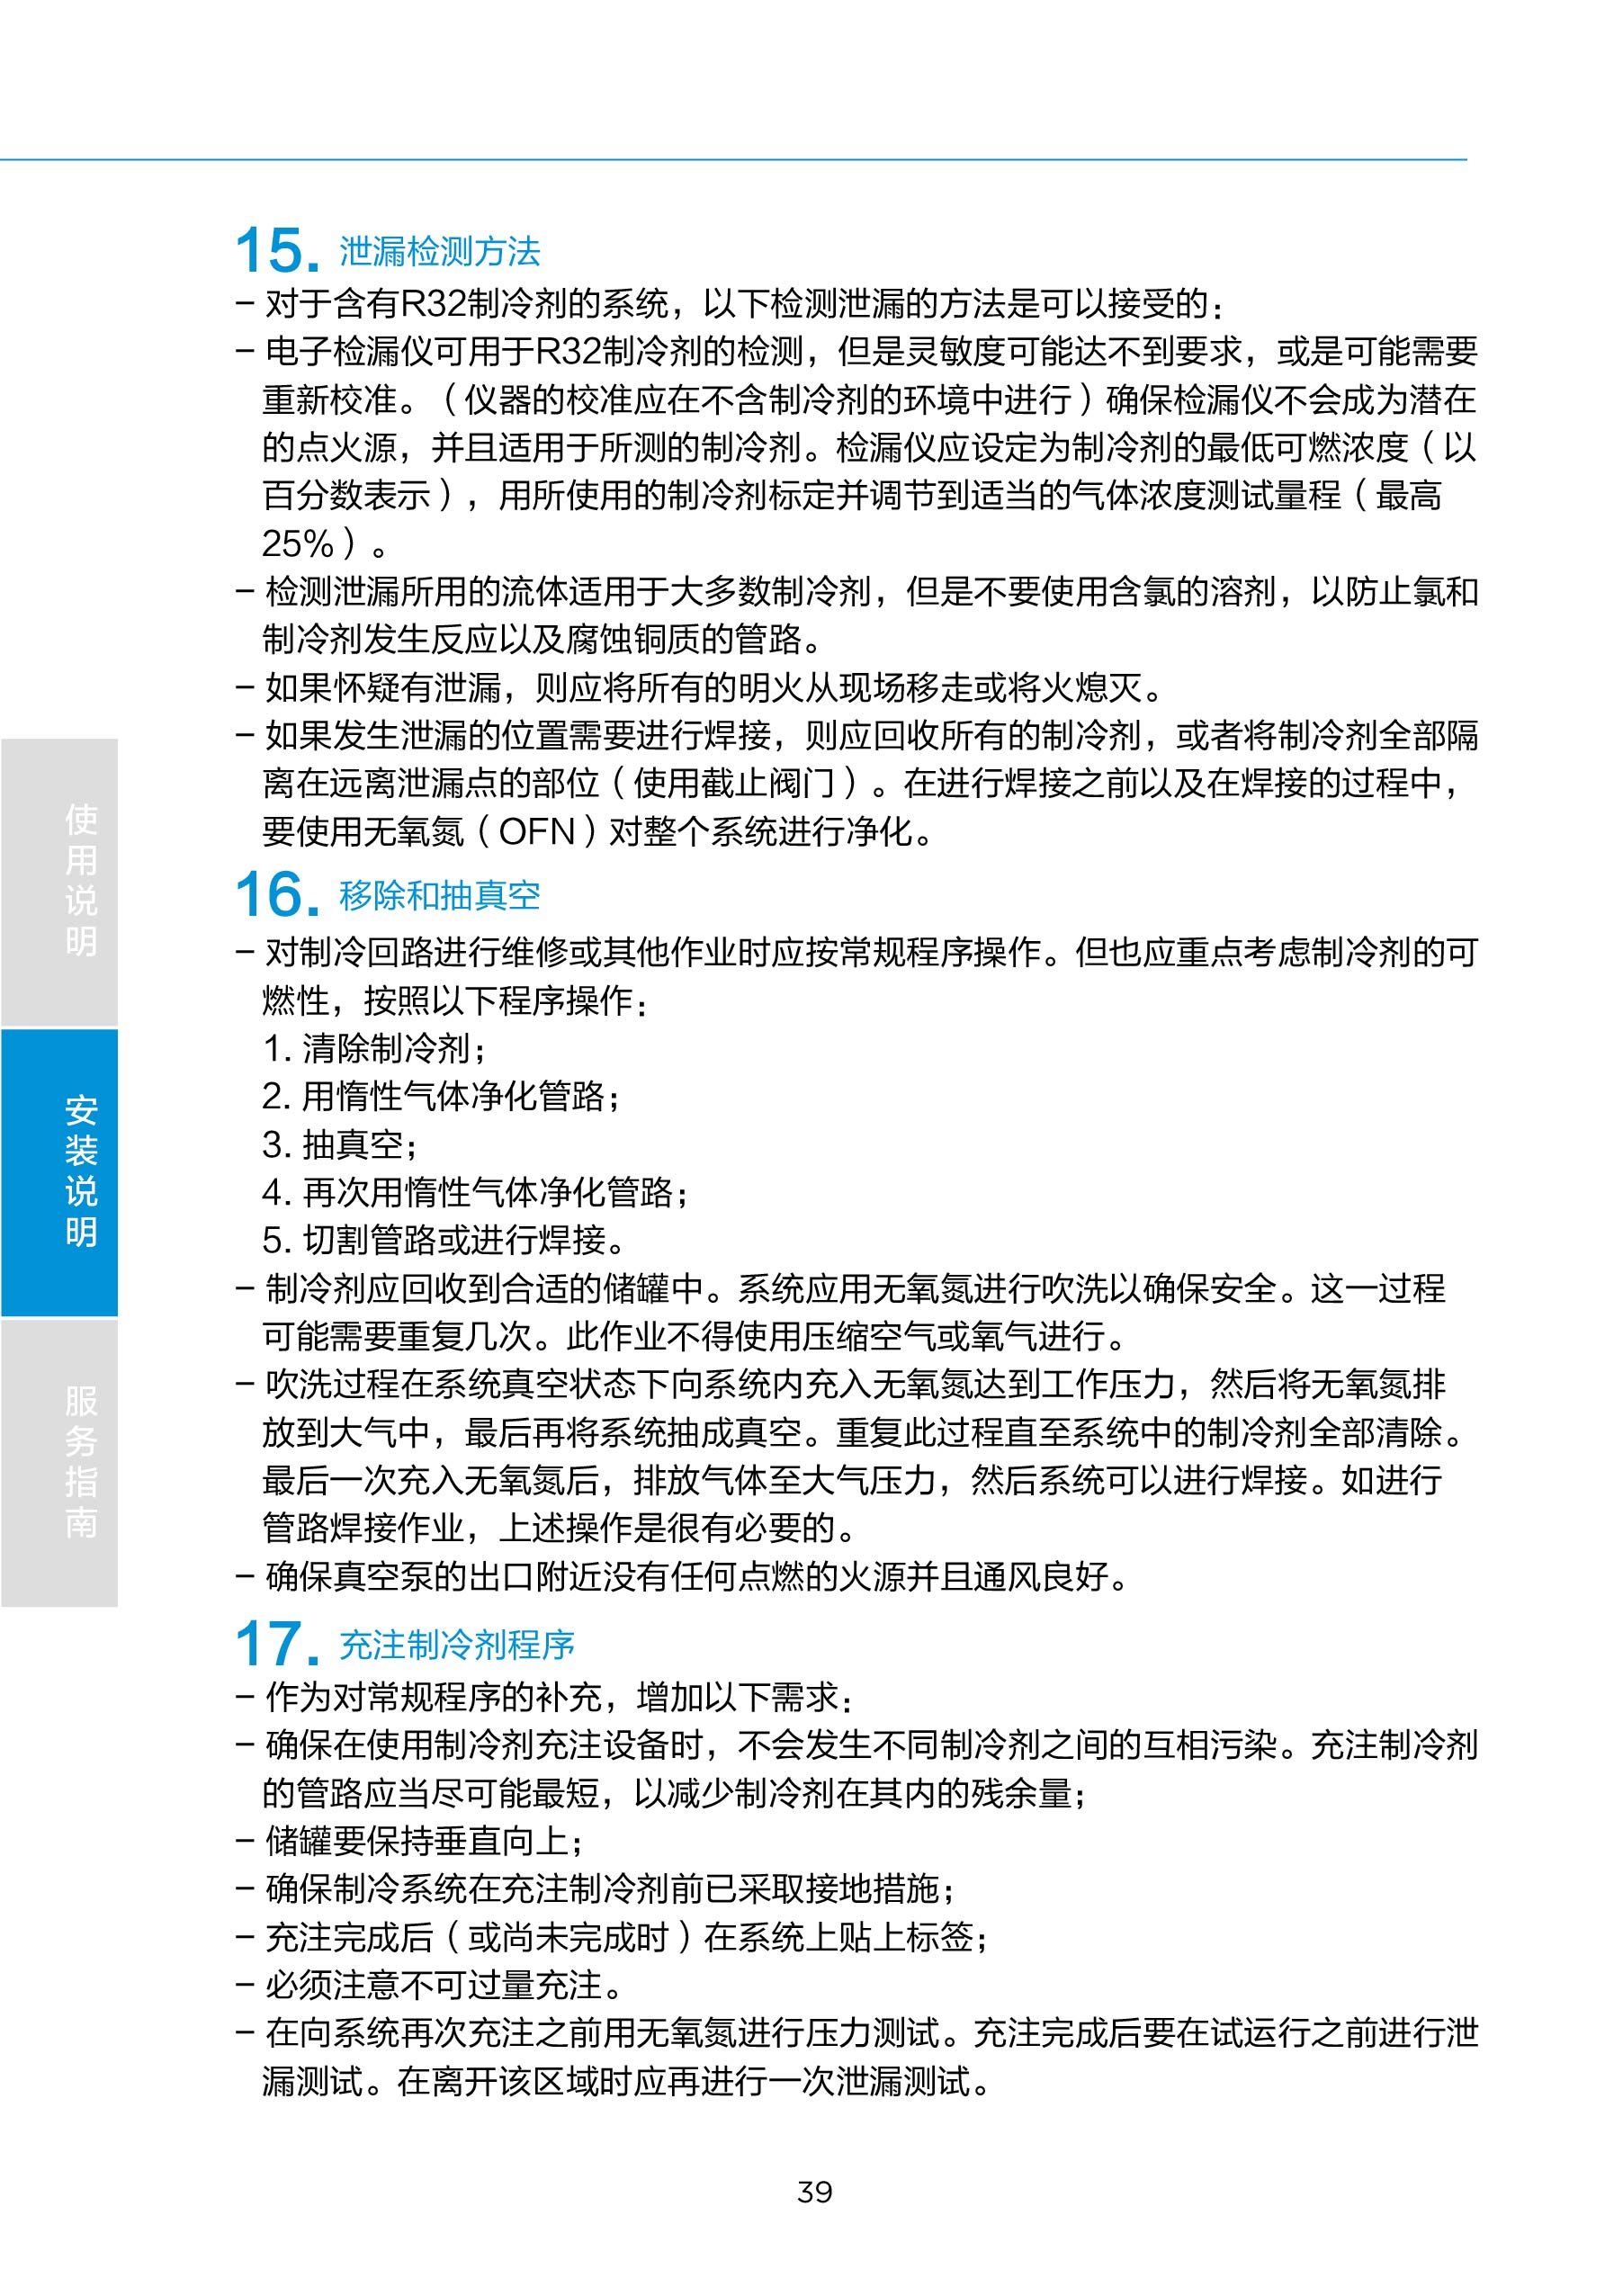 15. 泄漏检测方法
– 对于含有R32制冷剂的系统，以下检测泄漏的方法是可以接受的：
– 电子检漏仪可用于R32制冷剂的检测，但是灵敏度可能达不到要求，或是可能需要
重新校准。（仪器的校准应在不含制冷剂的环境中进行）确保检漏仪不会成为潜在
的点火源，并且适用于所测的制冷剂。检漏仪应设定为制冷剂的最低可燃浓度（以
百分数表示），用所使用的制冷剂标定并调节到适当的气体浓度测试量程（最高
25%）。
– 检测泄漏所用的流体适用于大多数制冷剂，但是不要使用含氯的溶剂，以防止氯和
制冷剂发生反应以及腐蚀铜质的管路。
– 如果怀疑有泄漏，则应将所有的明火从现场移走或将火熄灭。
– 如果发生泄漏的位置需要进行焊接，则应回收所有的制冷剂，或者将制冷剂全部隔
离在远离泄漏点的部位（使用截止阀门）。在进行焊接之前以及在焊接的过程中，
要使用无氧氮（OFN）对整个系统进行净化。
16. 移除和抽真空
– 对制冷回路进行维修或其他作业时应按常规程序操作。但也应重点考虑制冷剂的可
燃性，按照以下程序操作：
1. 清除制冷剂；
2. 用惰性气体净化管路；
3. 抽真空；
4. 再次用惰性气体净化管路；
5. 切割管路或进行焊接。
– 制冷剂应回收到合适的储罐中。系统应用无氧氮进行吹洗以确保安全。这一过程
可能需要重复几次。此作业不得使用压缩空气或氧气进行。
– 吹洗过程在系统真空状态下向系统内充入无氧氮达到工作压力，然后将无氧氮排
放到大气中，最后再将系统抽成真空。重复此过程直至系统中的制冷剂全部清除。
最后一次充入无氧氮后，排放气体至大气压力，然后系统可以进行焊接。如进行
管路焊接作业，上述操作是很有必要的。
– 确保真空泵的出口附近没有任何点燃的火源并且通风良好。
17. 充注制冷剂程序
– 作为对常规程序的补充，增加以下需求：
– 确保在使用制冷剂充注设备时，不会发生不同制冷剂之间的互相污染。充注制冷剂
的管路应当尽可能最短，以减少制冷剂在其内的残余量；
– 储罐要保持垂直向上；
– 确保制冷系统在充注制冷剂前已采取接地措施；
– 充注完成后（或尚未完成时）在系统上贴上标签；
– 必须注意不可过量充注。
– 在向系统再次充注之前用无氧氮进行压力测试。充注完成后要在试运行之前进行泄
漏测试。在离开该区域时应再进行一次泄漏测试。
使用说明
安装说明
服务指南
39